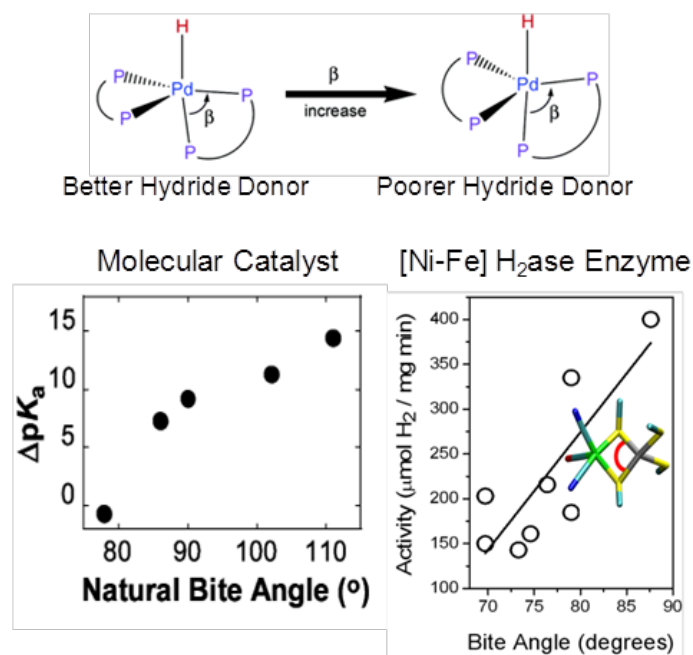 H
P
Pd
P
P
P
β
β
increase
H
P
Pd
P
P
P
β
Better Hydride Donor
Poorer Hydride Donor
Molecular Catalyst
[Ni-Fe] H₂ase Enzyme
ΔpKₐ
15
10
5
0
80
90
100
110
Natural Bite Angle (º)
Activity (μmol H₂ / mg min)
400
350
300
250
200
150
100
70
75
80
85
90
Bite Angle (degrees)